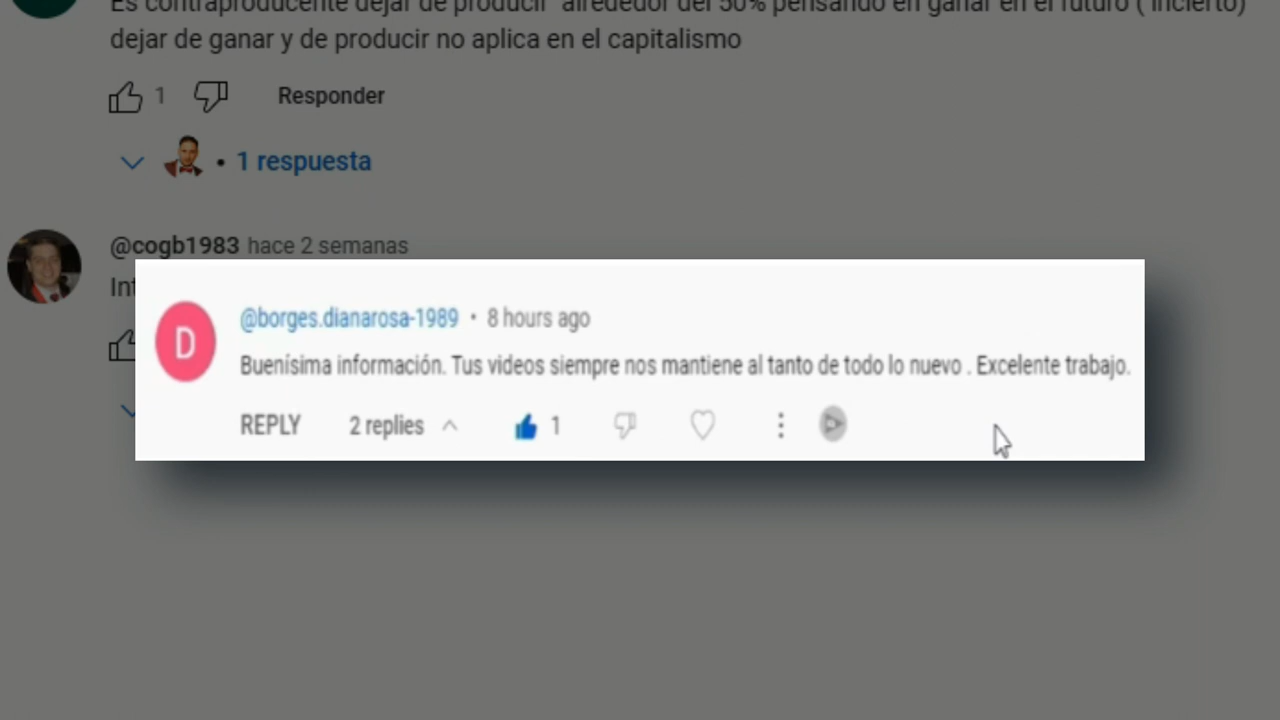 Es contraproducente dejar de producir alrededor del 50% pensando en ganar en el futuro ( incierto)
dejar de ganar y de producir no aplica en el capitalismo
1 Responder
• 1 respuesta
@cogb1983 hace 2 semanas
@borges.dianarosa-1989 • 8 hours ago
D
Buenísima información. Tus videos siempre nos mantiene al tanto de todo lo nuevo . Excelente trabajo.
REPLY 2 replies 1